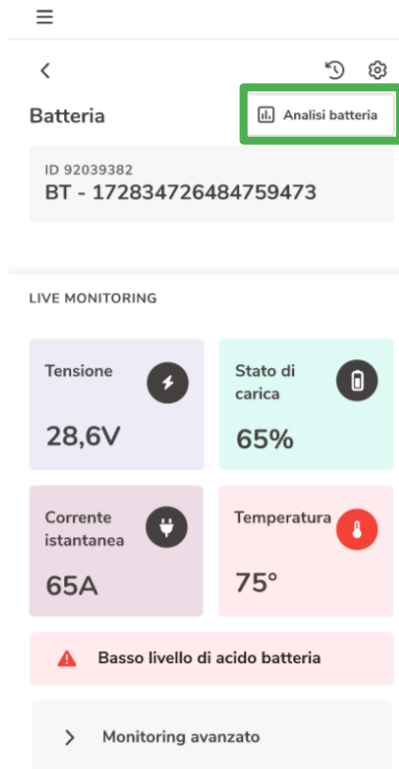 Batteria
Analisi batteria
ID 92039382
BT - 172834726484759473
LIVE MONITORING
Tensione
28,6V
Stato di
carica
65%
Corrente
istantanea
65A
Temperatura
75°
Basso livello di acido batteria
Monitoring avanzato